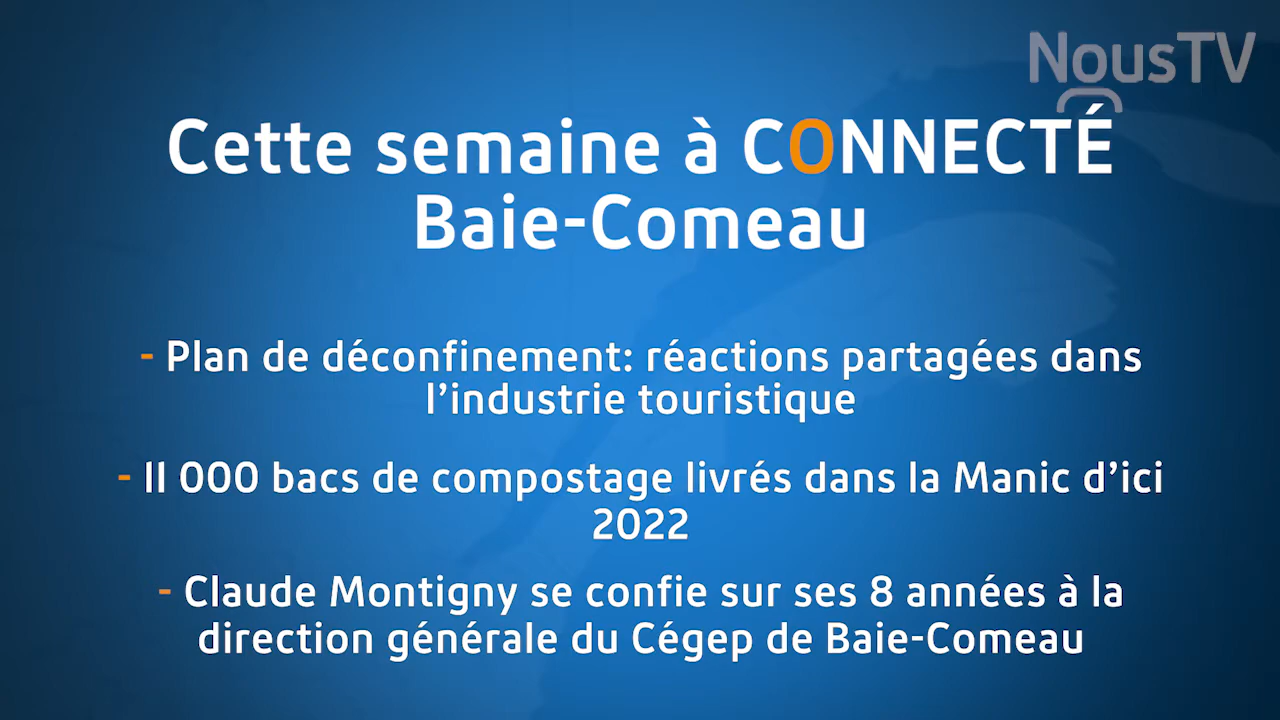 NousTV
Cette semaine à CONNECTÉ
Baie-Comeau
- Plan de déconfinement: réactions partagées dans
l'industrie touristique
- 11 000 bacs de compostage livrés dans la Manic d'ici
2022
- Claude Montigny se confie sur ses 8 années à la
direction générale du Cégep de Baie-Comeau